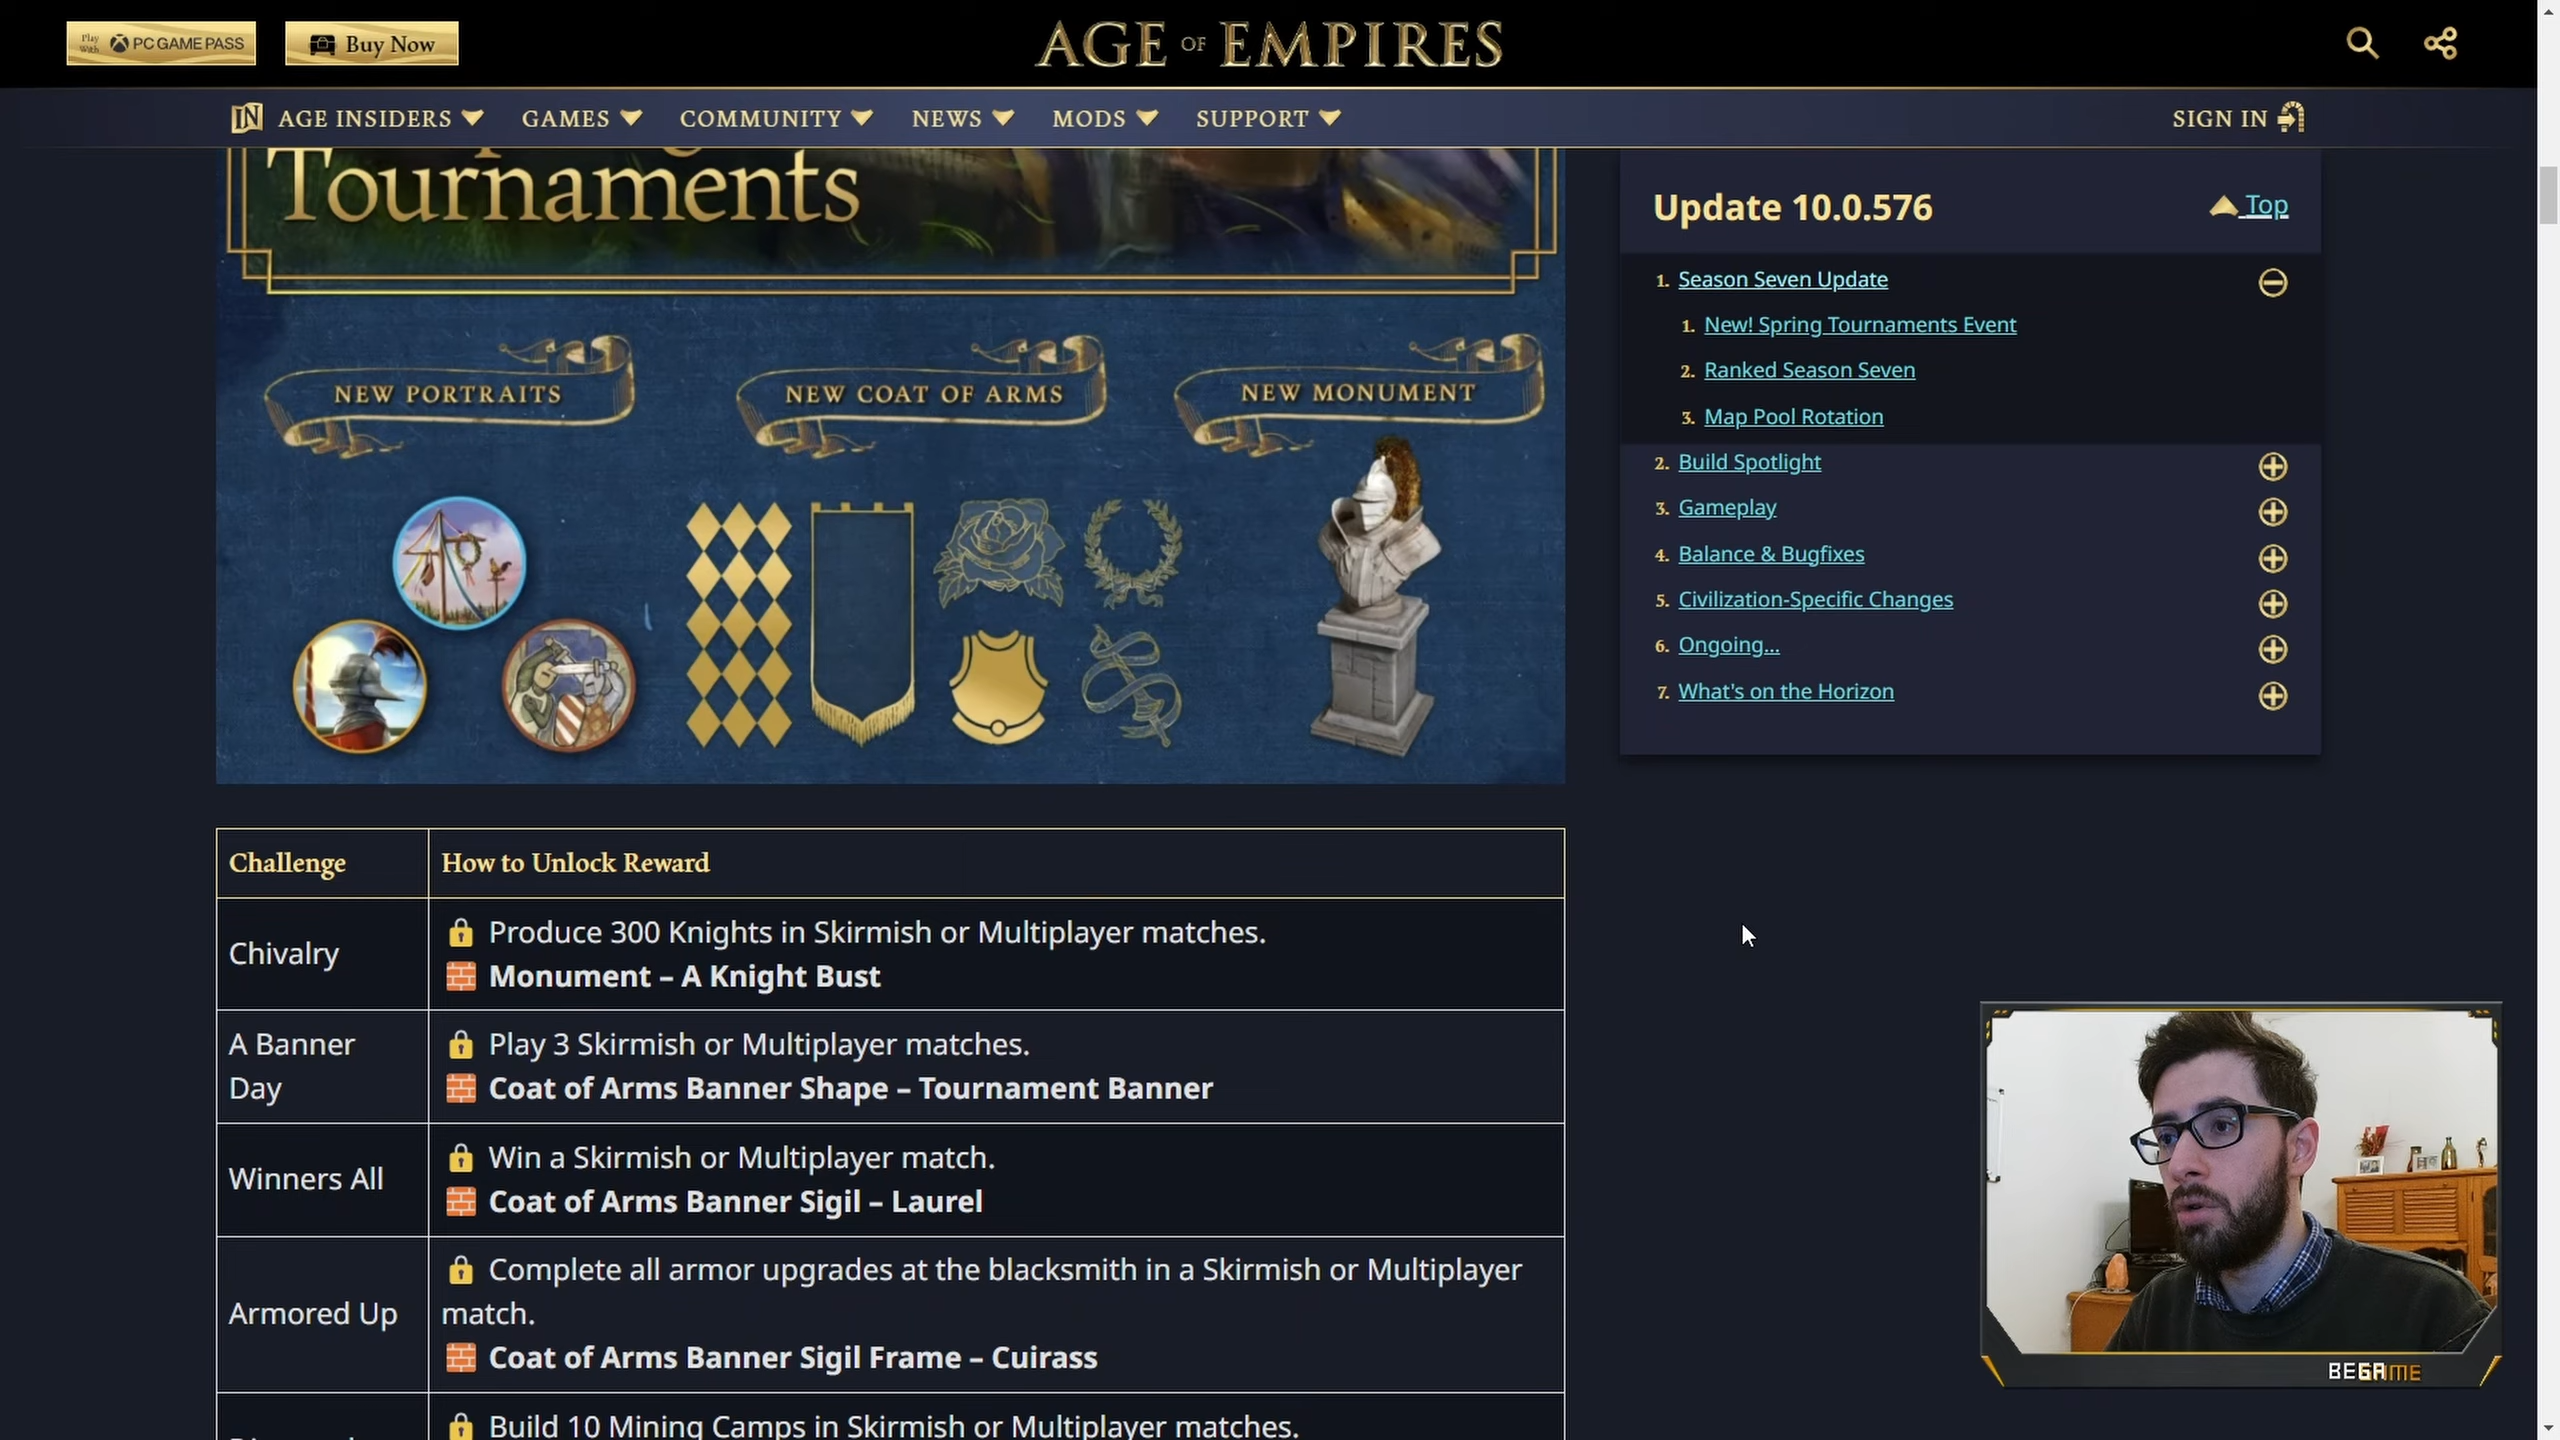 Play With PC GAME PASS
Buy Now
AGE OF EMPIRES
AGE INSIDERS
GAMES
COMMUNITY
NEWS
MODS
SUPPORT
SIGN IN
Tournaments
NEW PORTRAITS
NEW COAT OF ARMS
NEW MONUMENT
Update 10.0.576
Top
1. Season Seven Update
1. New! Spring Tournaments Event
2. Ranked Season Seven
3. Map Pool Rotation
2. Build Spotlight
3. Gameplay
4. Balance & Bugfixes
5. Civilization-Specific Changes
6. Ongoing...
7. What's on the Horizon
Challenge
How to Unlock Reward
Chivalry
Produce 300 Knights in Skirmish or Multiplayer matches.
Monument – A Knight Bust
A Banner
Day
Play 3 Skirmish or Multiplayer matches.
Coat of Arms Banner Shape – Tournament Banner
Winners All
Win a Skirmish or Multiplayer match.
Coat of Arms Banner Sigil – Laurel
Armored Up
Complete all armor upgrades at the blacksmith in a Skirmish or Multiplayer
match.
Coat of Arms Banner Sigil Frame – Cuirass
Build 10 Mining Camps in Skirmish or Multiplayer matches.
BEGAME